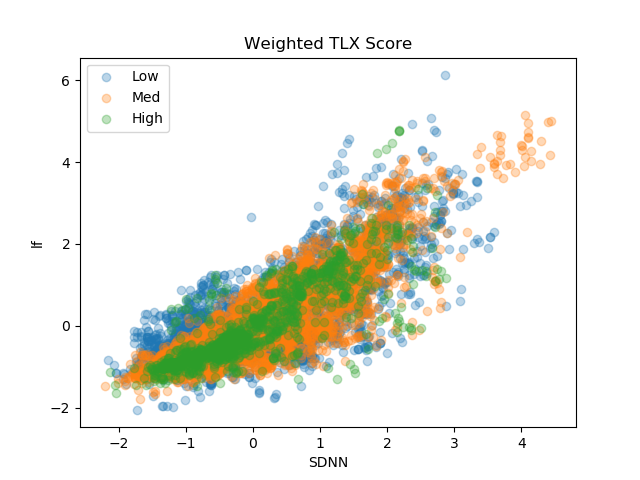 Weighted TLX Score
Low
Med
High
6
4
2
0
−2
lf
−2 −1 0 1 2 3 4
SDNN